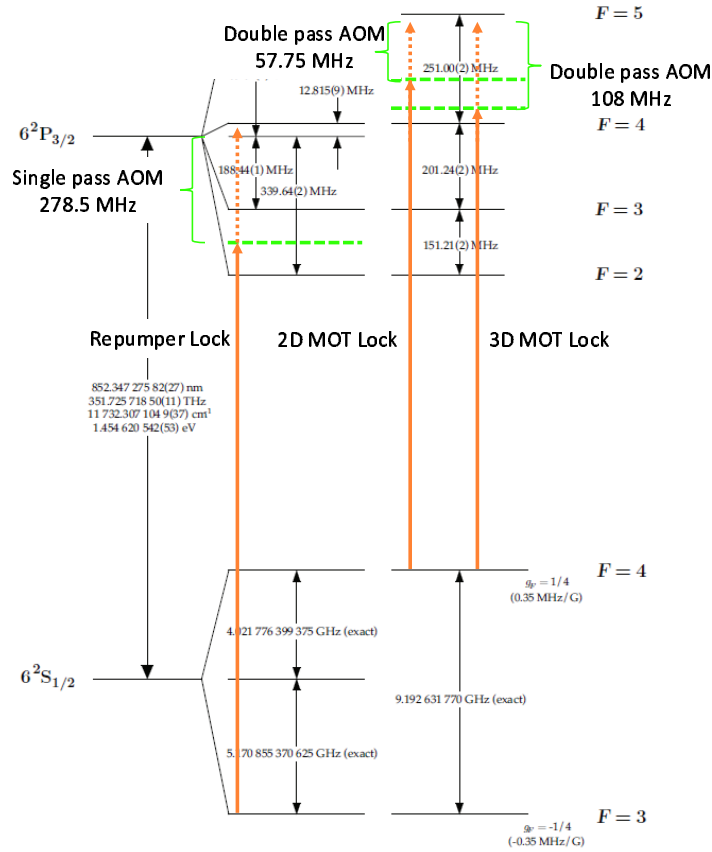 F = 5
Double pass AOM
57.75 MHz
251.00(2) MHz
Double pass AOM
108 MHz
12.815(9) MHz
6²P₃/₂
F = 4
Single pass AOM
278.5 MHz
188.44(1) MHz
339.64(2) MHz
201.24(2) MHz
F = 3
151.21(2) MHz
F = 2
Repumper Lock
2D MOT Lock
3D MOT Lock
852.347 275 82(27) nm
351.725 718 50(11) THz
11 732.307 104 9(37) cm¹
1.454 620 542(53) eV
F = 4
g_F = 1/4
(0.35 MHz/G)
4.021 776 399 375 GHz (exact)
6²S₁/₂
9.192 631 770 GHz (exact)
5.170 855 370 625 GHz (exact)
F = 3
g_F = -1/4
(-0.35 MHz/G)